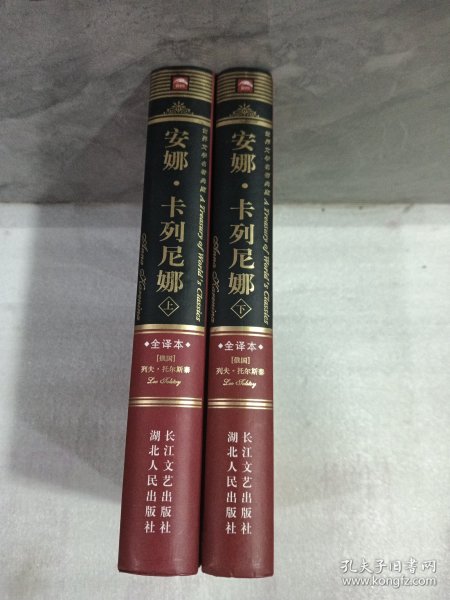 世界文学名著典藏 A Treasury of World's Classics
安娜·卡列尼娜
Anna Karenina
上
全译本
[俄国]
列夫·托尔斯泰
Leo Tolstoy
长江文艺出版社
湖北人民出版社
世界文学名著典藏 A Treasury of World's Classics
安娜·卡列尼娜
Anna Karenina
下
全译本
[俄国]
列夫·托尔斯泰
Leo Tolstoy
长江文艺出版社
湖北人民出版社
孔夫子旧书网
www.kongfz.com